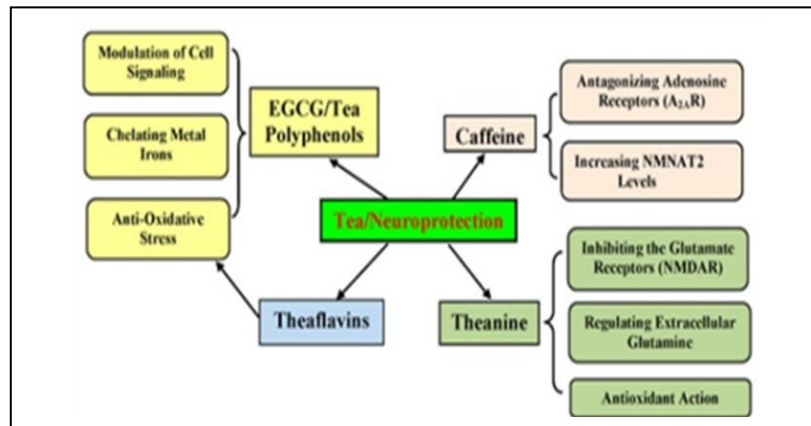 Modulation of Cell
Signaling
Chelating Metal
Irons
Anti-Oxidative
Stress
EGCG/Tea
Polyphenols
Caffeine
Antagonizing Adenosine
Receptors (A₂ₐR)
Increasing NMNAT2
Levels
Tea/Neuroprotection
Theaflavins
Theanine
Inhibiting the Glutamate
Receptors (NMDAR)
Regulating Extracellular
Glutamine
Antioxidant Action